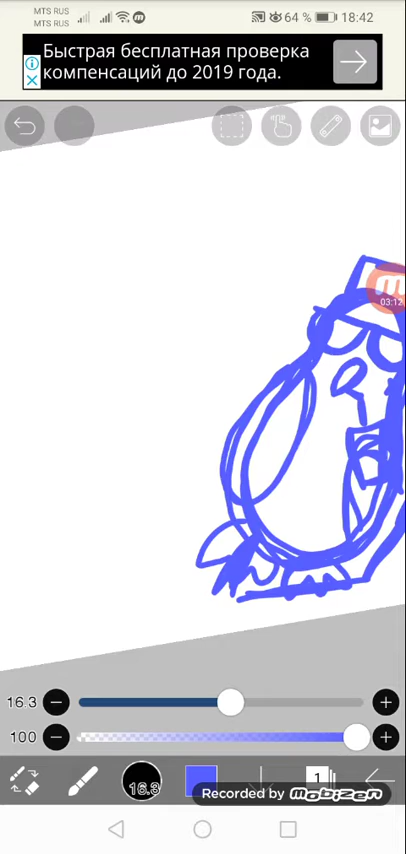 MTS RUS
MTS RUS
64 %
18:42
Быстрая бесплатная проверка
компенсаций до 2019 года.
03:12
16.3
100
16.3
1
Recorded by mobizen